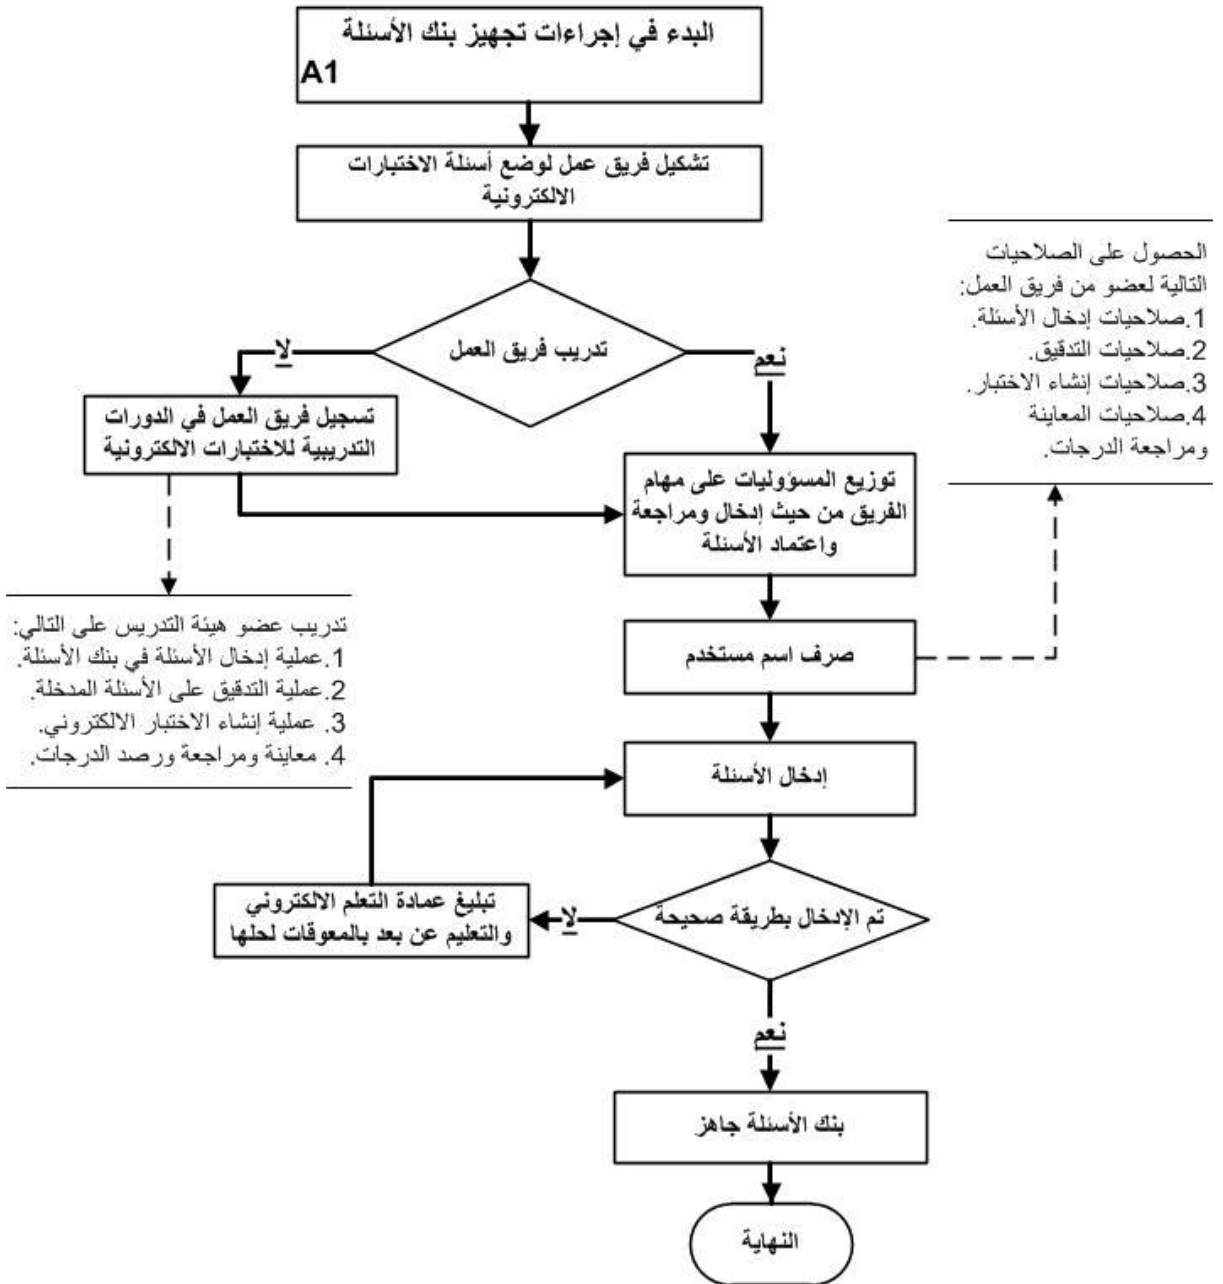 البدء في إجراءات تجهيز بنك الأسئلة
A1
تشكيل فريق عمل لوضع أسئلة الاختبارات
الالكترونية
الحصول على الصلاحيات
التالية لعضو من فريق العمل:
1.صلاحيات إدخال الأسئلة.
2.صلاحيات التدقيق.
3.صلاحيات إنشاء الاختبار.
4.صلاحيات المعاينة
ومراجعة الدرجات.
تدريب فريق العمل
نعم
لا
تسجيل فريق العمل في الدورات
التدريبية للاختبارات الالكترونية
توزيع المسؤوليات على مهام
الفريق من حيث إدخال ومراجعة
واعتماد الأسئلة
تدريب عضو هيئة التدريس على التالي:
1.عملية إدخال الأسئلة في بنك الأسئلة.
2.عملية التدقيق على الأسئلة المدخلة.
3. عملية إنشاء الاختبار الالكتروني.
4. معاينة ومراجعة ورصد الدرجات.
صرف اسم مستخدم
إدخال الأسئلة
تم الإدخال بطريقة صحيحة
لا
تبليغ عمادة التعلم الالكتروني
والتعليم عن بعد بالمعوقات لحلها
نعم
بنك الأسئلة جاهز
النهاية